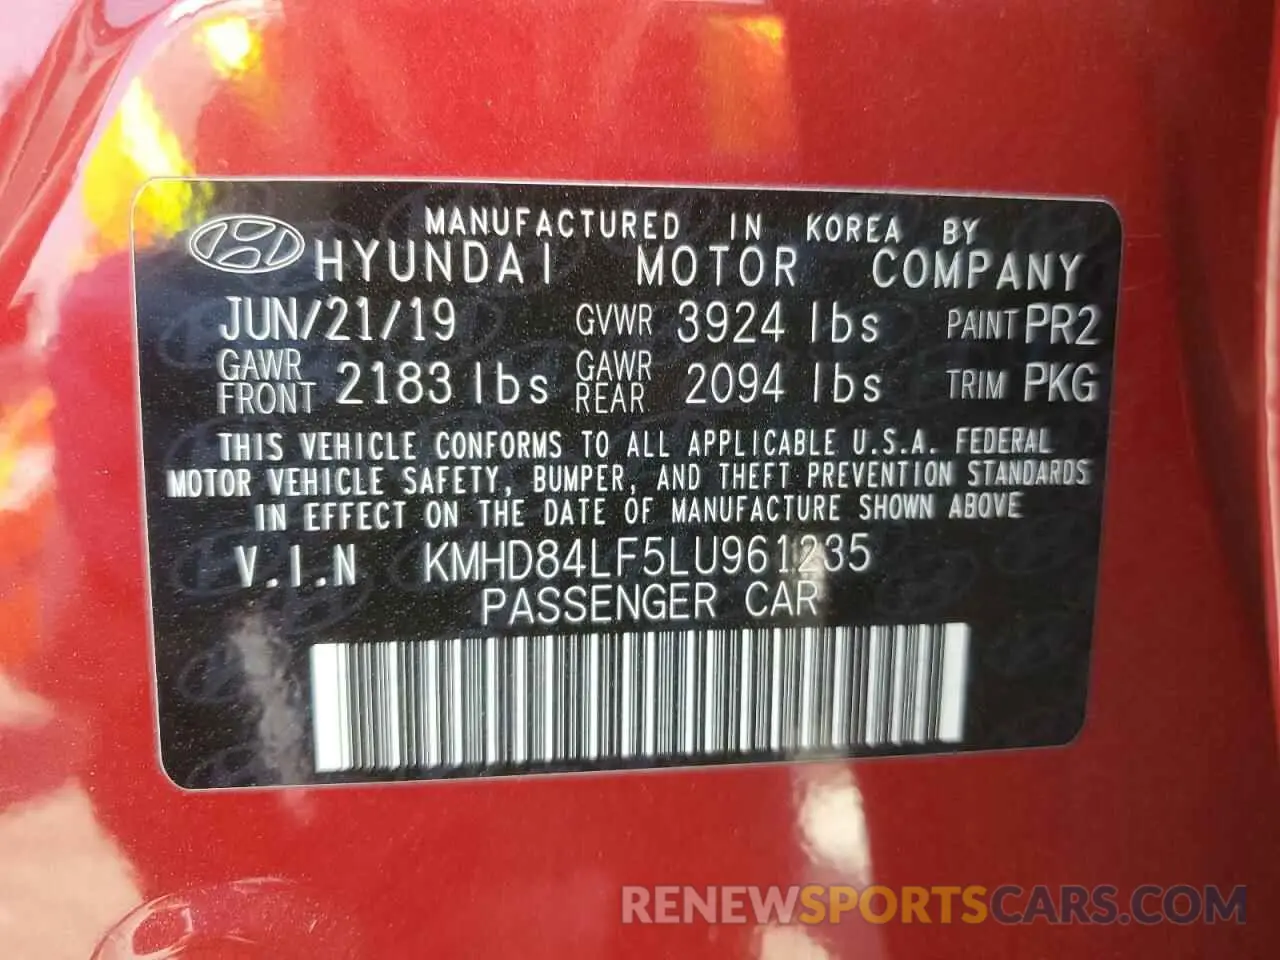 MANUFACTURED IN KOREA BY
HYUNDAI MOTOR COMPANY
JUN/21/19 GVWR 3924 lbs PAINT PR2
GAWR FRONT 2183 lbs GAWR REAR 2094 lbs TRIM PKG
THIS VEHICLE CONFORMS TO ALL APPLICABLE U.S.A. FEDERAL
MOTOR VEHICLE SAFETY, BUMPER, AND THEFT PREVENTION STANDARDS
IN EFFECT ON THE DATE OF MANUFACTURE SHOWN ABOVE
V.I.N KMHD84LF5LU961235
PASSENGER CAR
RENEWSPORTSCARS.COM